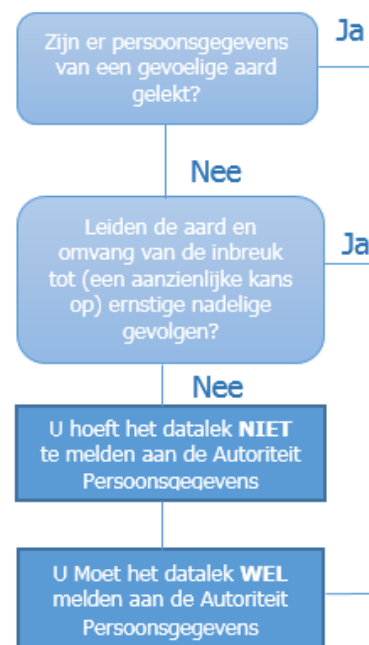 Zijn er persoonsgegevens
van een gevoelige aard
gelekt?
Ja
Nee
Leiden de aard en
omvang van de inbreuk
tot (een aanzienlijke kans
op) ernstige nadelige
gevolgen?
Ja
Nee
U hoeft het datalek NIET
te melden aan de Autoriteit
Persoonsgegevens
U Moet het datalek WEL
melden aan de Autoriteit
Persoonsgegevens